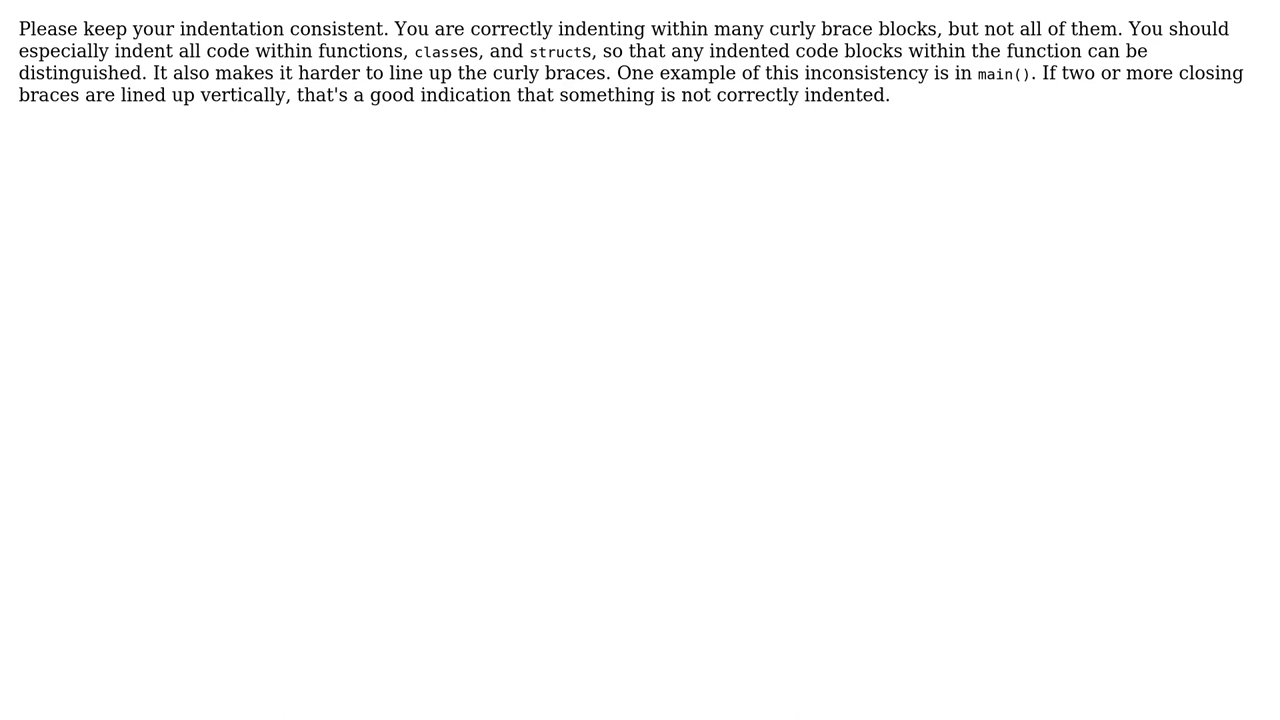 Please keep your indentation consistent. You are correctly indenting within many curly brace blocks, but not all of them. You should
especially indent all code within functions, classes, and structs, so that any indented code blocks within the function can be
distinguished. It also makes it harder to line up the curly braces. One example of this inconsistency is in main(). If two or more closing
braces are lined up vertically, that's a good indication that something is not correctly indented.